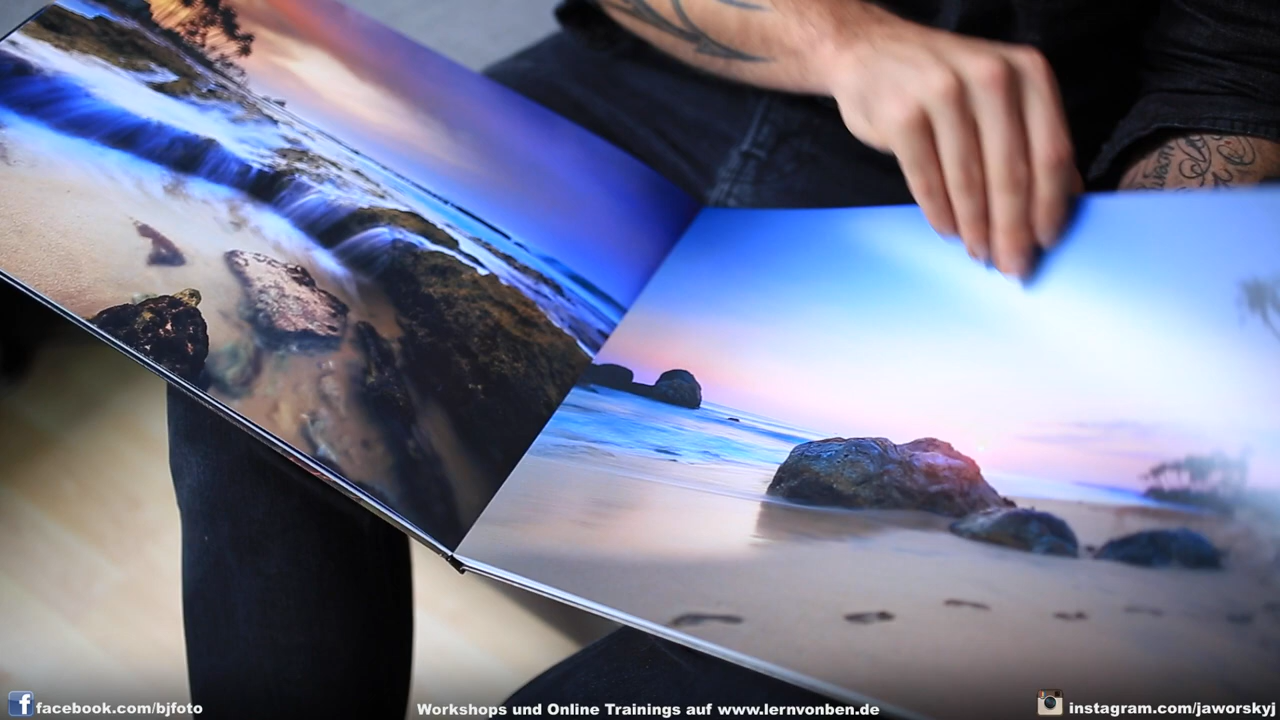 facebook.com/bjfoto
Workshops und Online Trainings auf www.lernvonben.de
instagram.com/jaworskyj